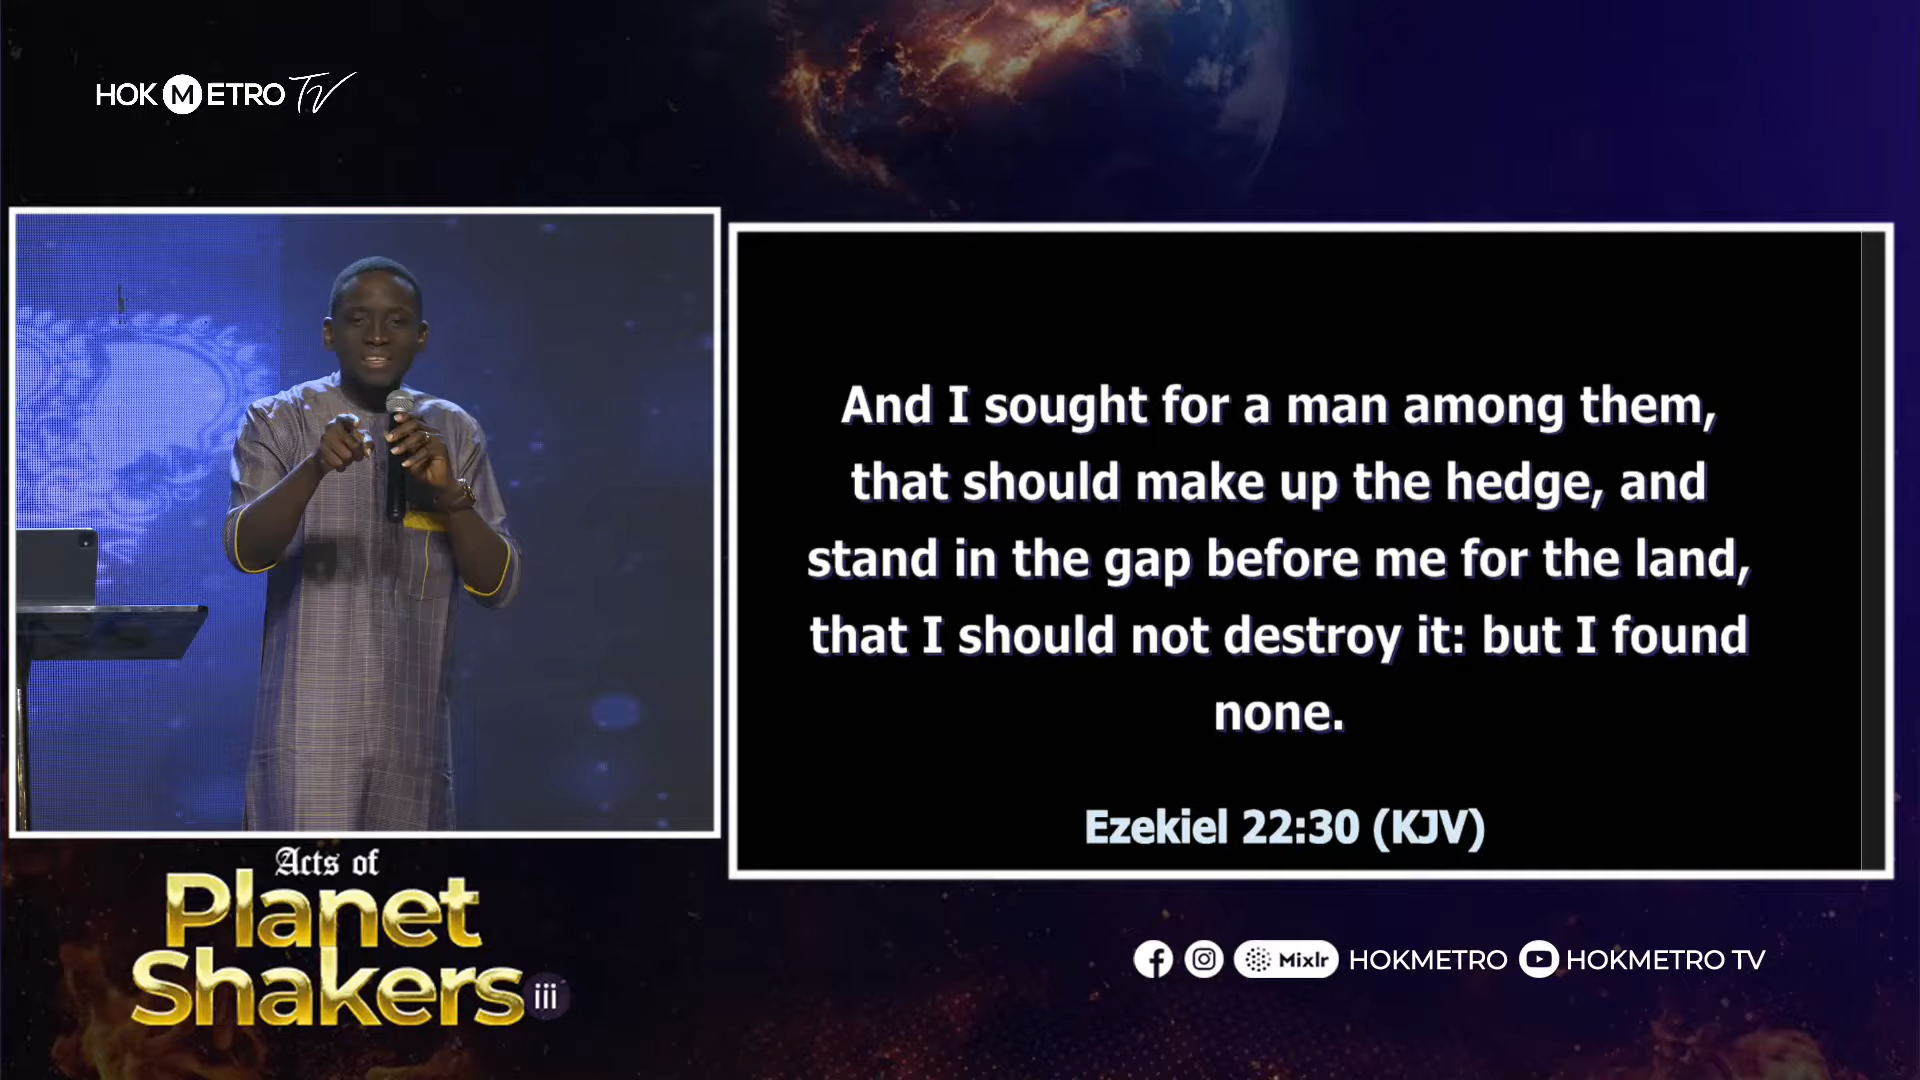 HOK METRO TV
And I sought for a man among them,
that should make up the hedge, and
stand in the gap before me for the land,
that I should not destroy it: but I found
none.
Ezekiel 22:30 (KJV)
Acts of
Planet
Shakers iii
Mixlr HOKMETRO HOKMETRO TV